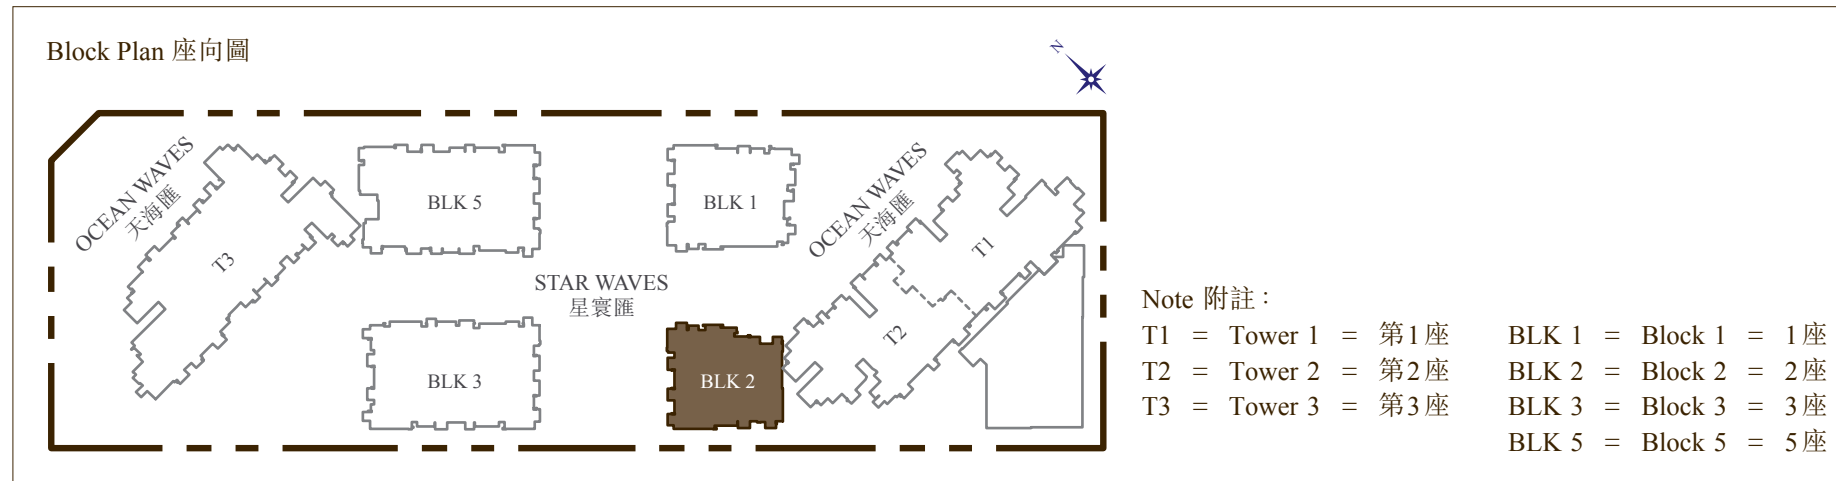 Block Plan 座向圖
N
OCEAN WAVES
天海匯
T3
BLK 5
BLK 1
OCEAN WAVES
天海匯
T1
STAR WAVES
星寰匯
T2
BLK 3
BLK 2
Note 附註：
T1 = Tower 1 = 第1座 BLK 1 = Block 1 = 1座
T2 = Tower 2 = 第2座 BLK 2 = Block 2 = 2座
T3 = Tower 3 = 第3座 BLK 3 = Block 3 = 3座
BLK 5 = Block 5 = 5座